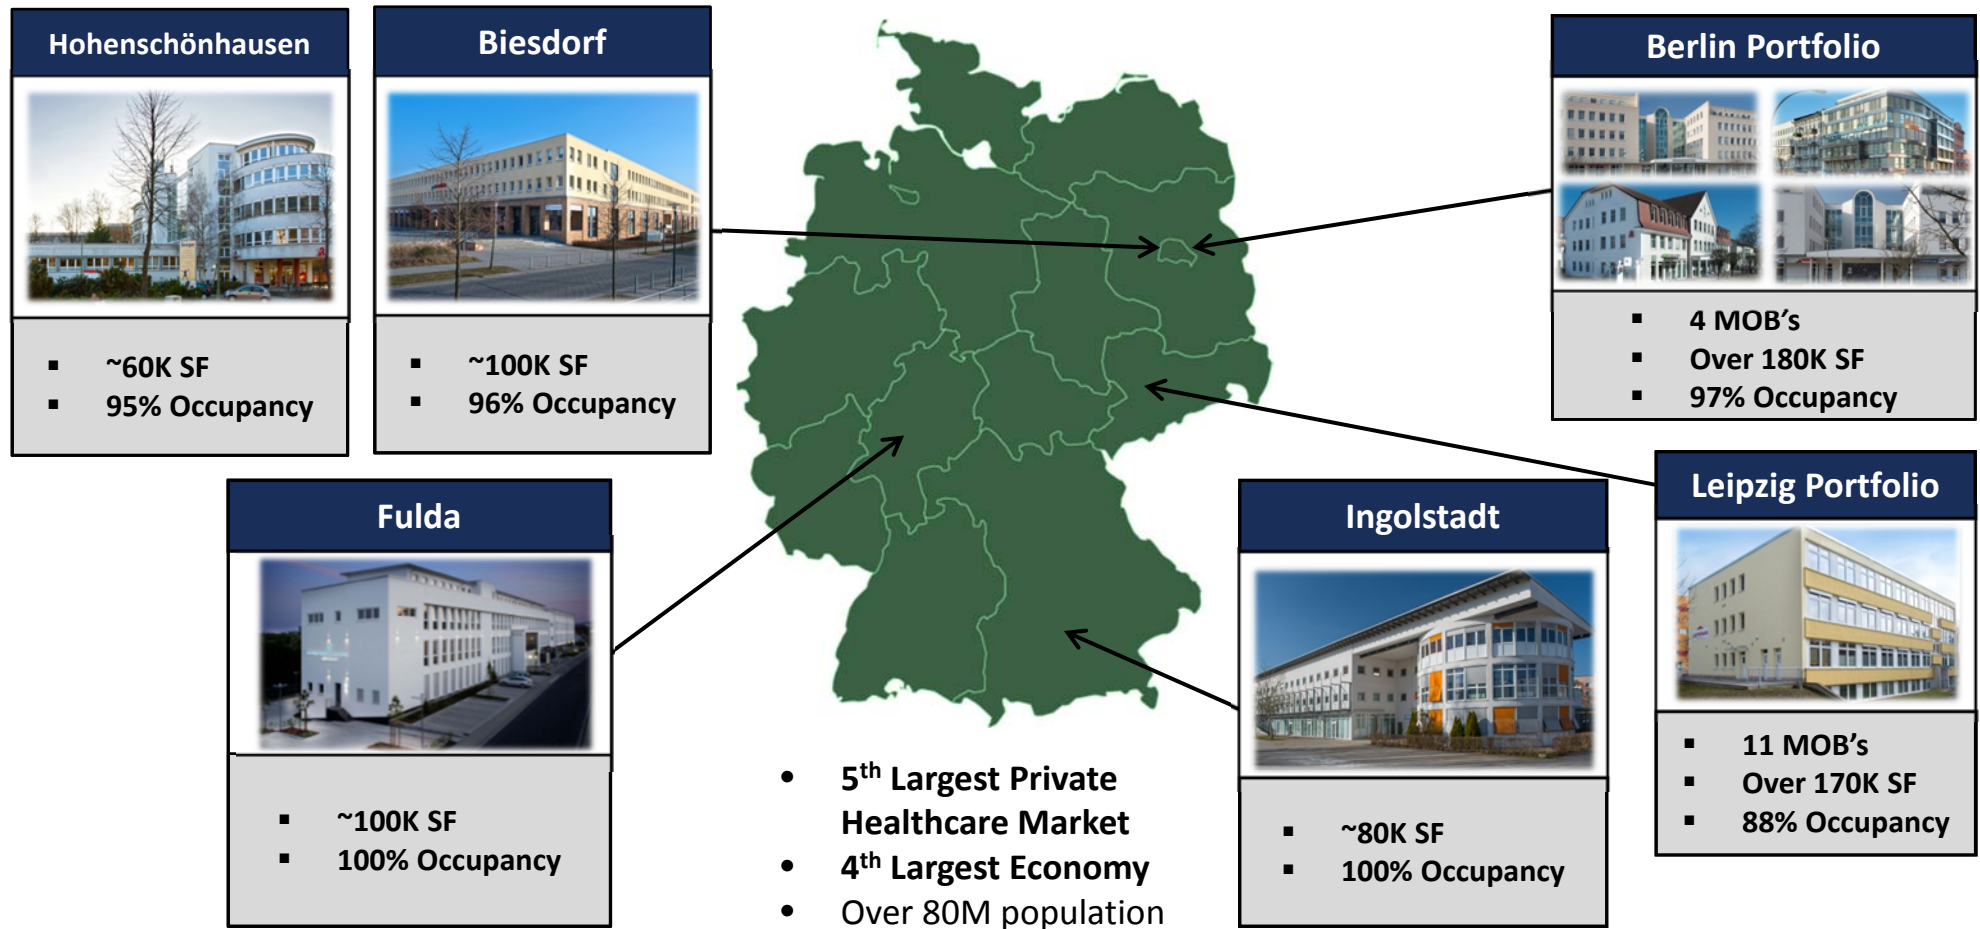 Hohenschönhausen
▪ ~60K SF
▪ 95% Occupancy
Biesdorf
▪ ~100K SF
▪ 96% Occupancy
Berlin Portfolio
▪ 4 MOB's
▪ Over 180K SF
▪ 97% Occupancy
Fulda
▪ ~100K SF
▪ 100% Occupancy
• 5th Largest Private
Healthcare Market
• 4th Largest Economy
• Over 80M population
Ingolstadt
▪ ~80K SF
▪ 100% Occupancy
Leipzig Portfolio
▪ 11 MOB's
▪ Over 170K SF
▪ 88% Occupancy